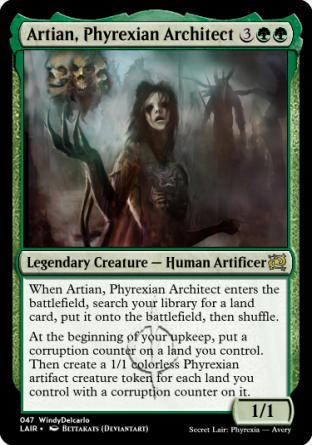 Artian, Phyrexian Architect 3
Legendary Creature — Human Artificer
When Artian, Phyrexian Architect enters the
battlefield, search your library for a land
card, put it onto the battlefield, then shuffle.
At the beginning of your upkeep, put a
corruption counter on a land you control.
Then create a 1/1 colorless Phyrexian
artifact creature token for each land you
control with a corruption counter on it.
1/1
047 WindyDelcarlo
LAIR • Bettakats (Deviantart)
Secret Lair: Phyrexia — Avery